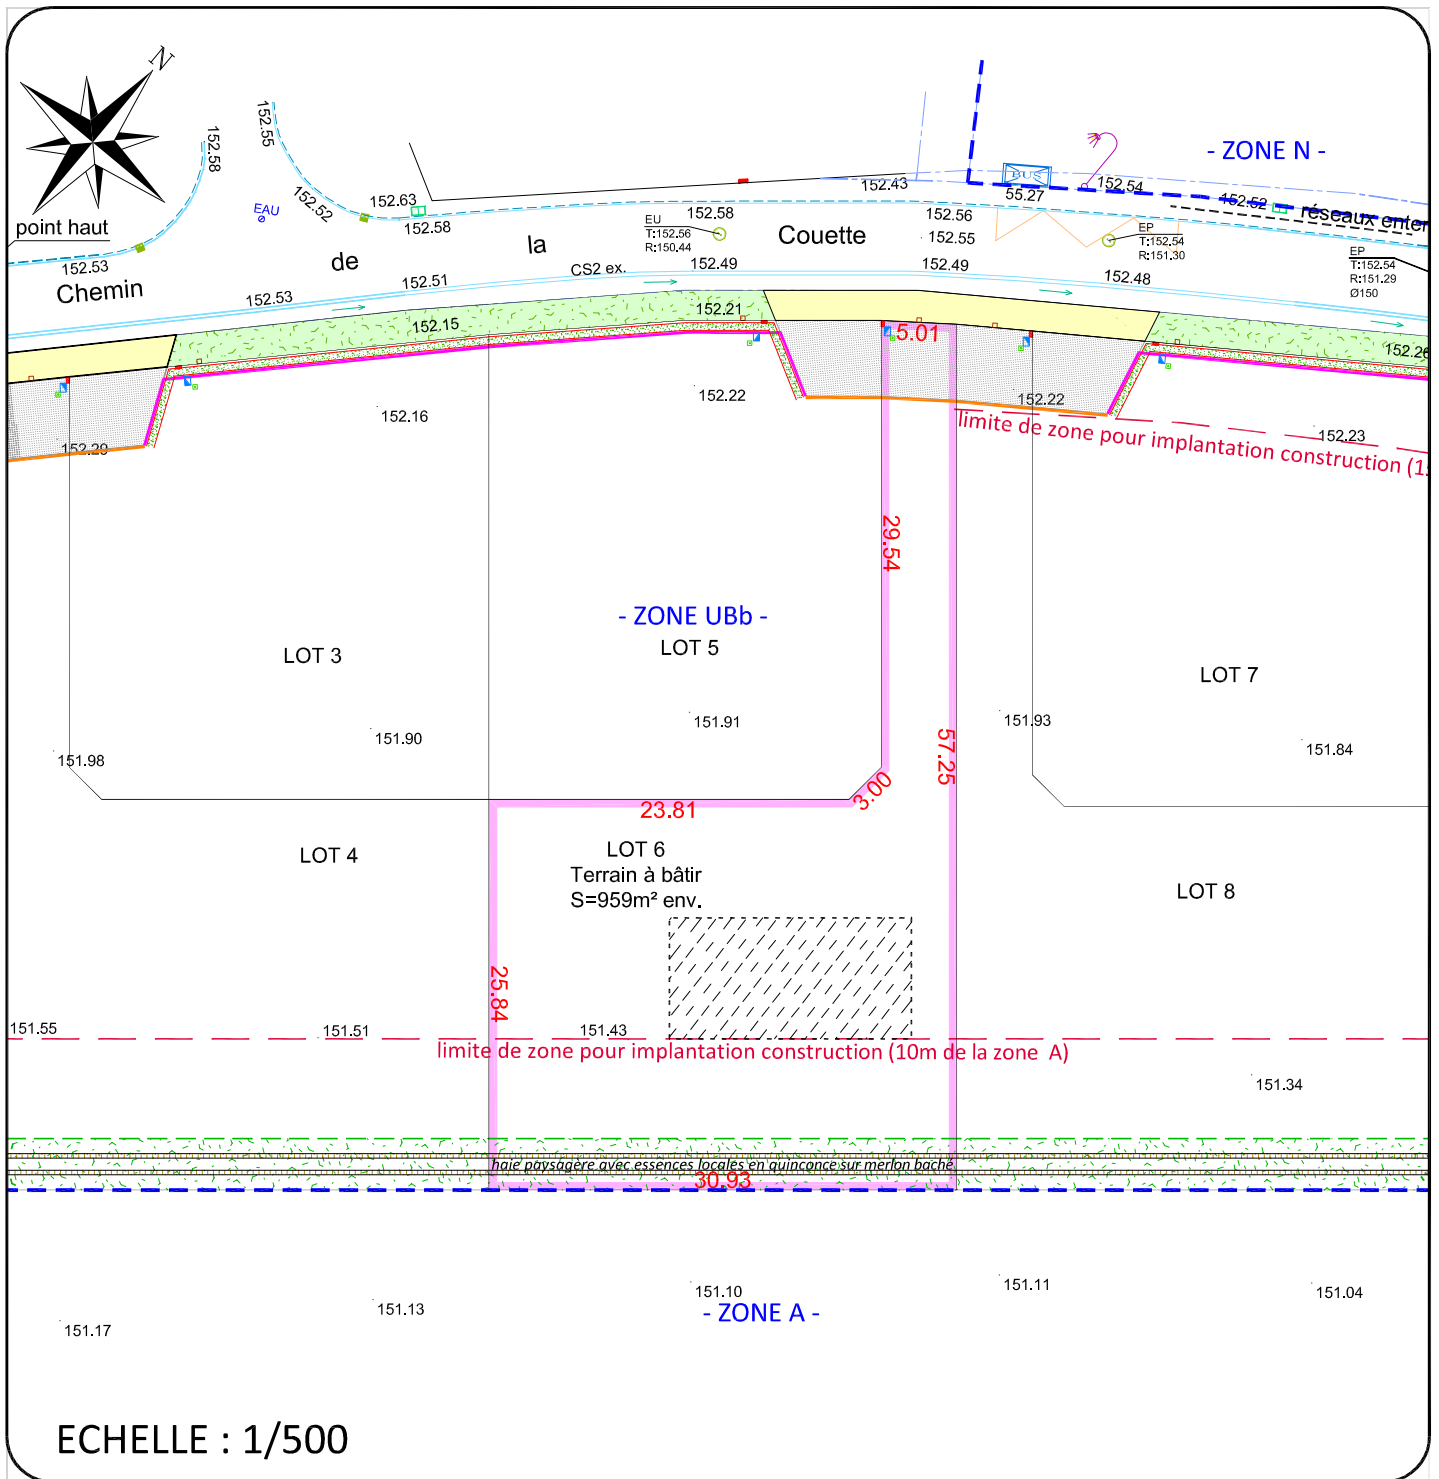 N
152.58
152.55
152.52
EAU
152.63
152.58
point haut
152.53
Chemin
de
la
Couette
152.53
152.51
CS2 ex.
152.49
152.58
EU
T:152.56
R:150.44
152.43
152.56
152.55
152.49
BUS
55.27
152.54
- ZONE N -
152.52
réseaux enter
EP
T:152.54
R:151.30
152.48
EP
T:152.54
R:151.29
Ø150
152.15
152.21
5.01
152.26
152.29
152.16
152.22
152.22
152.23
limite de zone pour implantation construction (1
29.54
- ZONE UBb -
LOT 3
LOT 5
LOT 7
151.98
151.90
151.91
151.93
151.84
57.25
3.00
23.81
LOT 4
LOT 6
Terrain à bâtir
S=959m² env.
LOT 8
25.84
151.55
151.51
151.43
limite de zone pour implantation construction (10m de la zone A)
151.34
haie paysagère avec essences locales en quinconce sur merlon baché
30.93
151.17
151.13
151.10
151.11
151.04
- ZONE A -
ECHELLE : 1/500